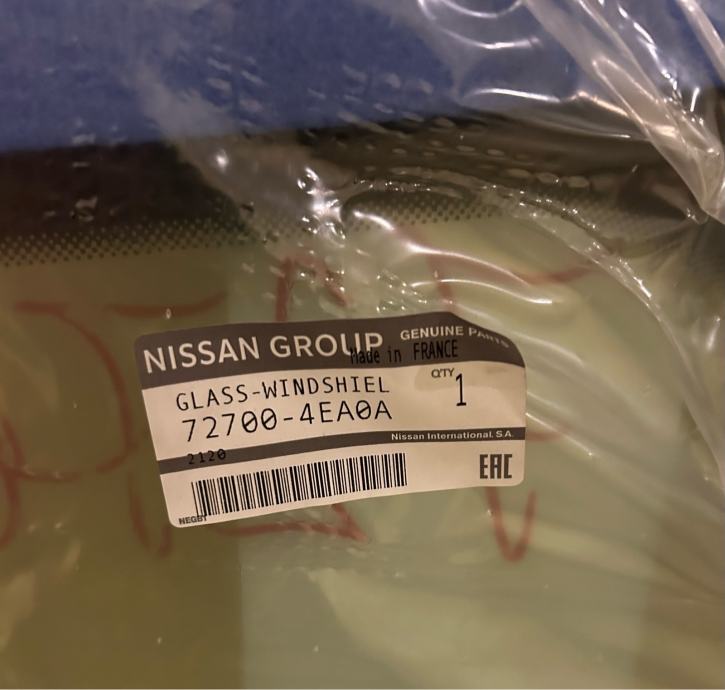 NISSAN GROUP GENUINE PARTS
Made in FRANCE
GLASS-WINDSHIEL
QTY 1
72700-4EA0A
Nissan International. S.A.
2120
EAC
NEGBT